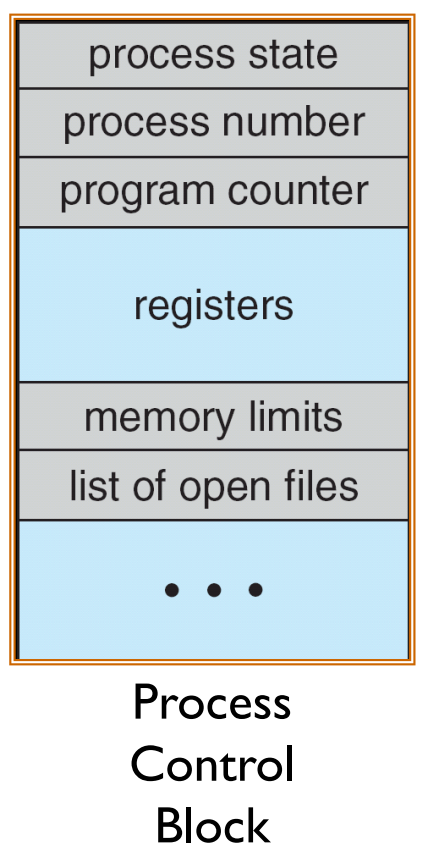 process state
process number
program counter
registers
memory limits
list of open files
• • •
Process
Control
Block